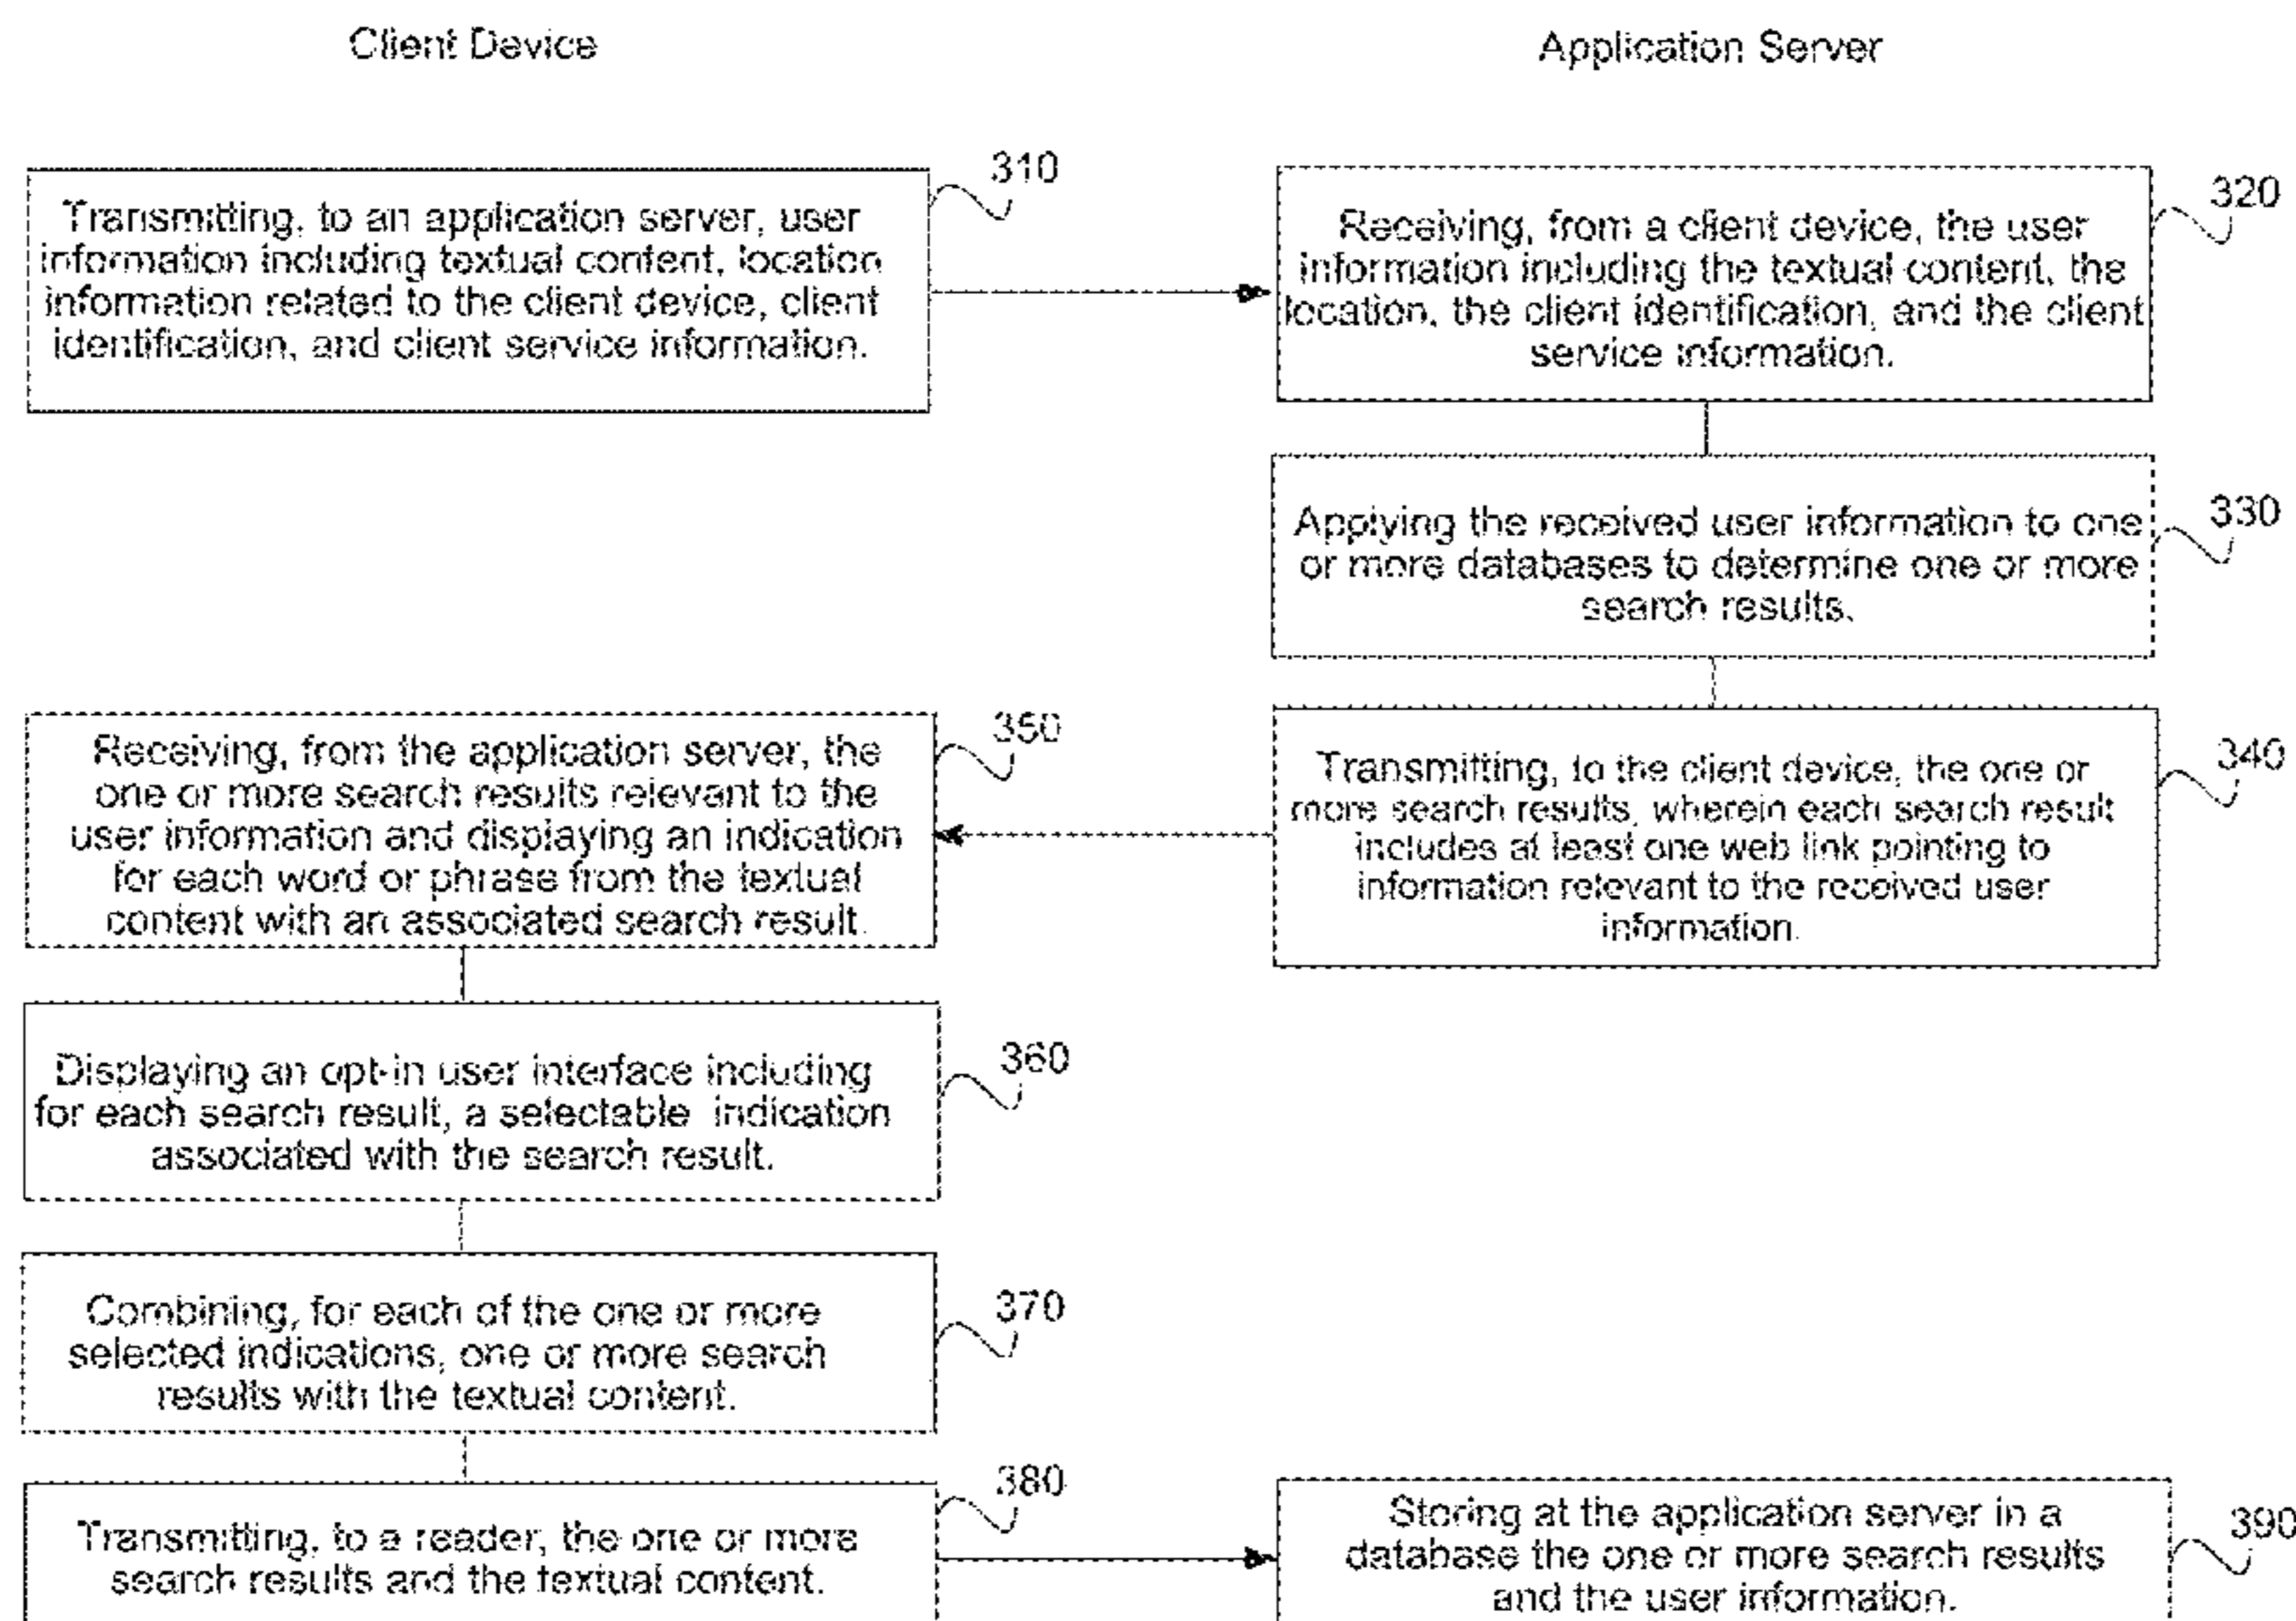 Client Device
Application Server
310
Transmitting, to an application server, user
information including textual content, location
information related to the client device, client
identification, and client service information.
320
Receiving, from a client device, the user
information including the textual content, the
location, the client identification, and the client
service information.
330
Applying the received user information to one
or more databases to determine one or more
search results.
340
Transmitting, to the client device, the one or
more search results, wherein each search result
includes at least one web link pointing to
information relevant to the received user
information.
350
Receiving, from the application server, the
one or more search results relevant to the
user information and displaying an indication
for each word or phrase from the textual
content with an associated search result.
360
Displaying an opt-in user interface including
for each search result, a selectable indication
associated with the search result.
370
Combining, for each of the one or more
selected indications, one or more search
results with the textual content.
380
Transmitting, to a reader, the one or more
search results and the textual content.
390
Storing at the application server in a
database the one or more search results
and the user information.